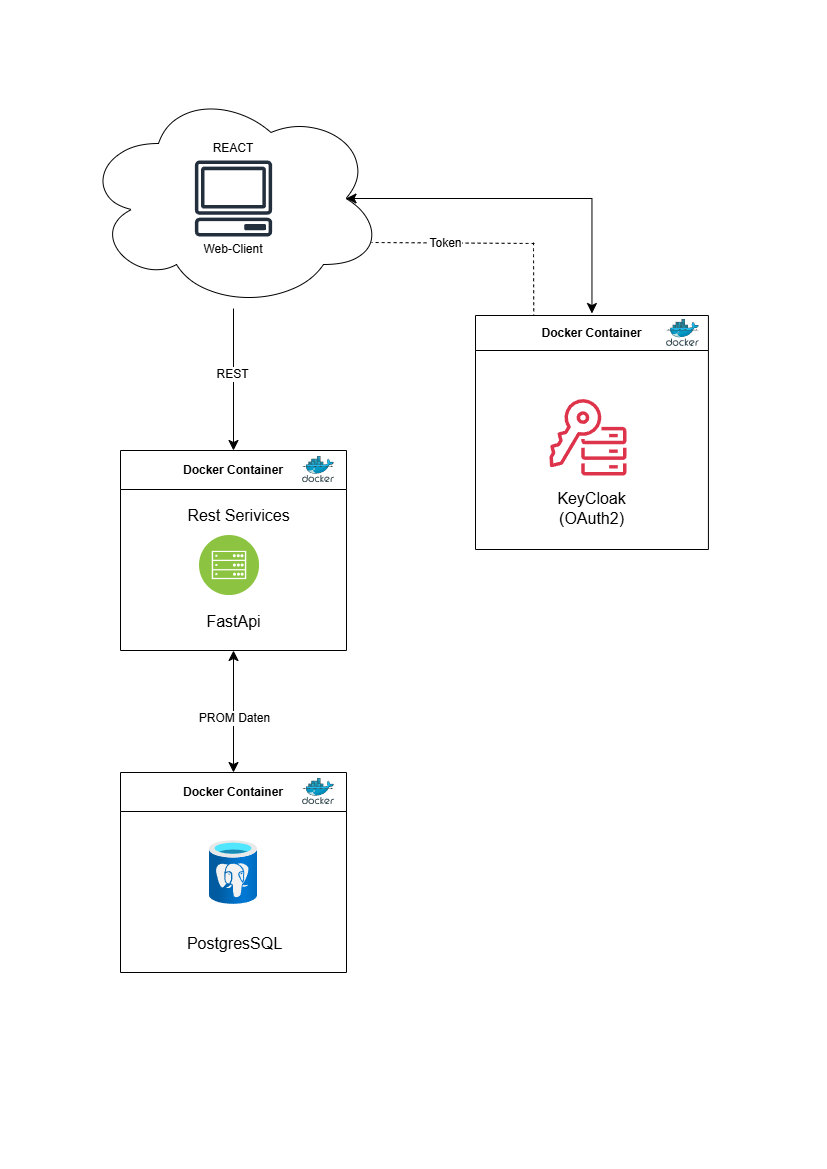 REACT
Web-Client
Token
Docker Container
docker
KeyCloak
(OAuth2)
REST
Docker Container
docker
Rest Serivices
FastApi
PROM Daten
Docker Container
docker
PostgresSQL